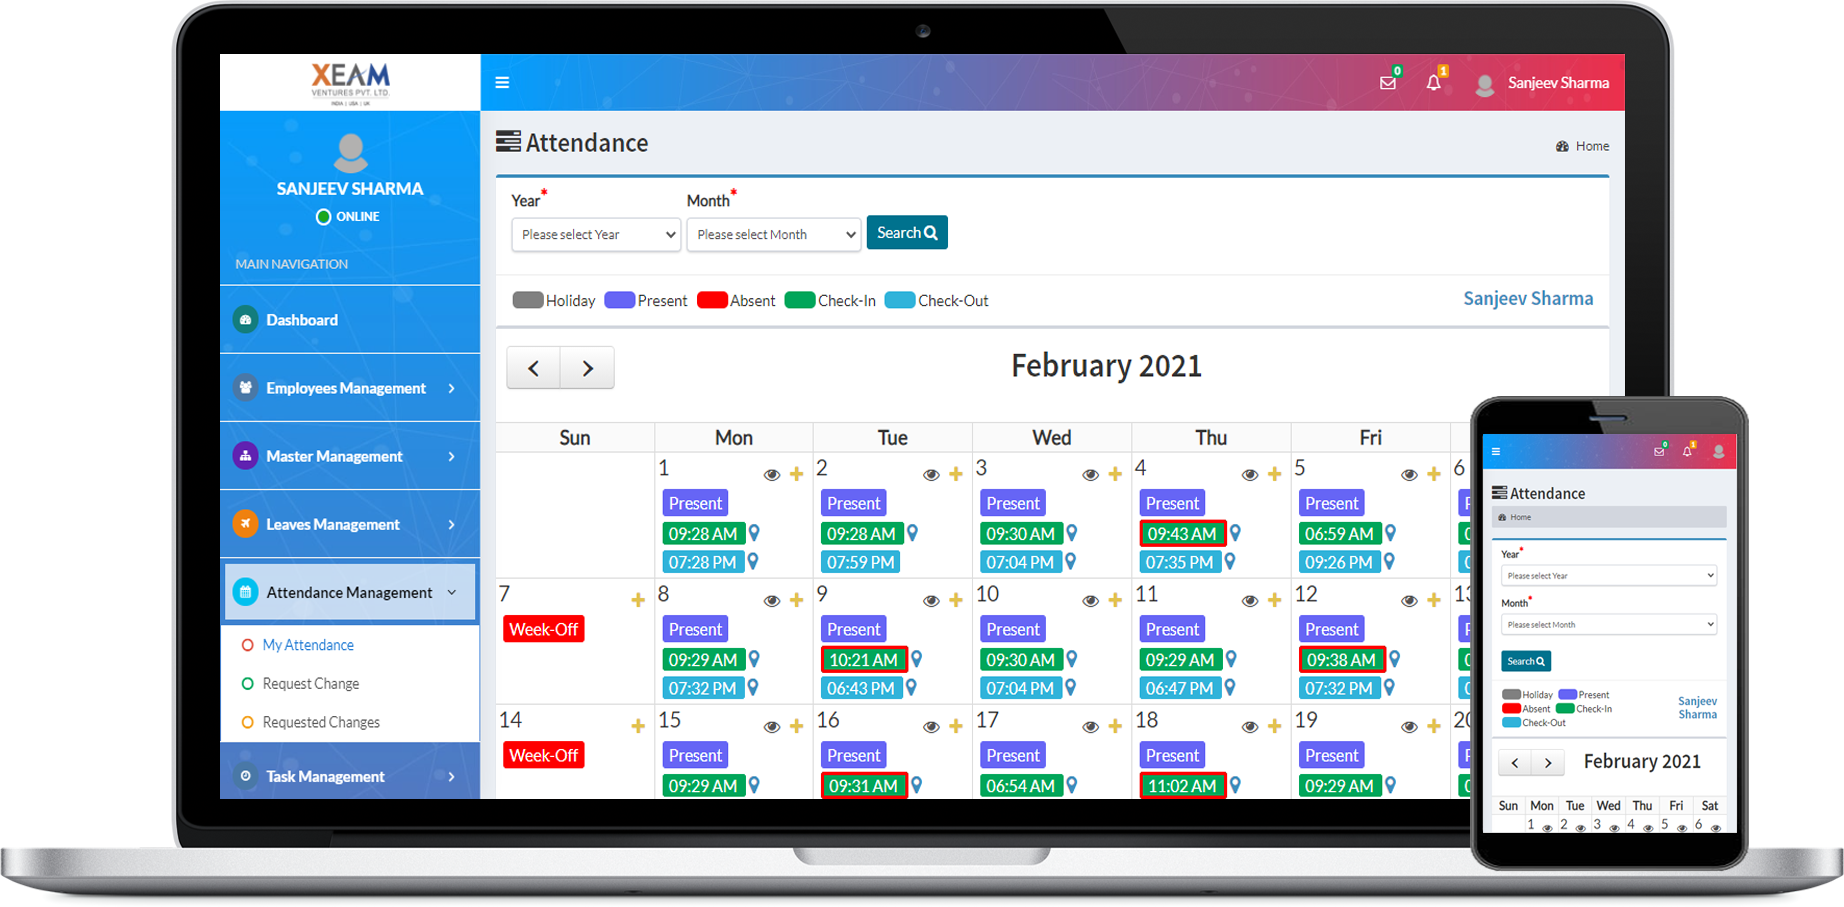 XEAM
VENTURES PVT. LTD.
INDIA | USA | UK
0
1
Sanjeev Sharma
SANJEEV SHARMA
ONLINE
MAIN NAVIGATION
Dashboard
Employees Management
Master Management
Leaves Management
Attendance Management
My Attendance
Request Change
Requested Changes
Task Management
Attendance
Home
Year* Month*
Please select Year Please select Month Search
Holiday Present Absent Check-In Check-Out Sanjeev Sharma
February 2021
Sun Mon Tue Wed Thu Fri
1 2 3 4 5 6
Present Present Present Present Present
09:28 AM 09:28 AM 09:30 AM 09:43 AM 06:59 AM
07:28 PM 07:59 PM 07:04 PM 07:35 PM 09:26 PM
7 8 9 10 11 12 13
Week-Off Present Present Present Present Present
09:29 AM 10:21 AM 09:30 AM 09:29 AM 09:38 AM
07:32 PM 06:43 PM 07:04 PM 06:47 PM 07:32 PM
14 15 16 17 18 19 20
Week-Off Present Present Present Present Present
09:29 AM 09:31 AM 06:54 AM 11:02 AM 09:29 AM
0
1
Attendance
Home
Year*
Please select Year
Month*
Please select Month
Search
Holiday Present
Absent Check-In
Check-Out
Sanjeev
Sharma
February 2021
Sun Mon Tue Wed Thu Fri Sat
1 2 3 4 5 6